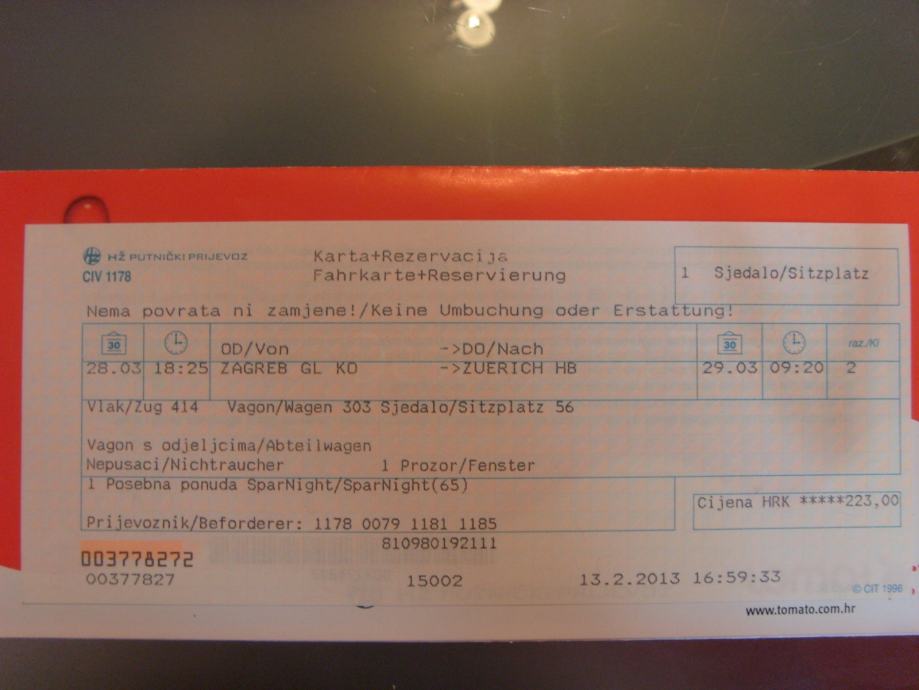 HŽ PUTNIČKI PRIJEVOZ
CIV 1178
Karta+Rezervacija
Fahrkarte+Reservierung
1 Sjedalo/Sitzplatz
Nema povrata ni zamjene!/Keine Umbuchung oder Erstattung!
30 OD/Von ->DO/Nach 30 raz./Kl
28.03 18:25 ZAGREB GL KO ->ZUERICH HB 29.03 09:20 2
Vlak/Zug 414 Vagon/Wagen 303 Sjedalo/Sitzplatz 56
Vagon s odjeljcima/Abteilwagen
Nepusaci/Nichtraucher 1 Prozor/Fenster
1 Posebna ponuda SparNight/SparNight(65)
Cijena HRK *****223,00
Prijevoznik/Beforderer: 1178 0079 1181 1185
810980192111
003778272
00377827 15002 13.2.2013 16:59:33
© CIT 1996
www.tomato.com.hr